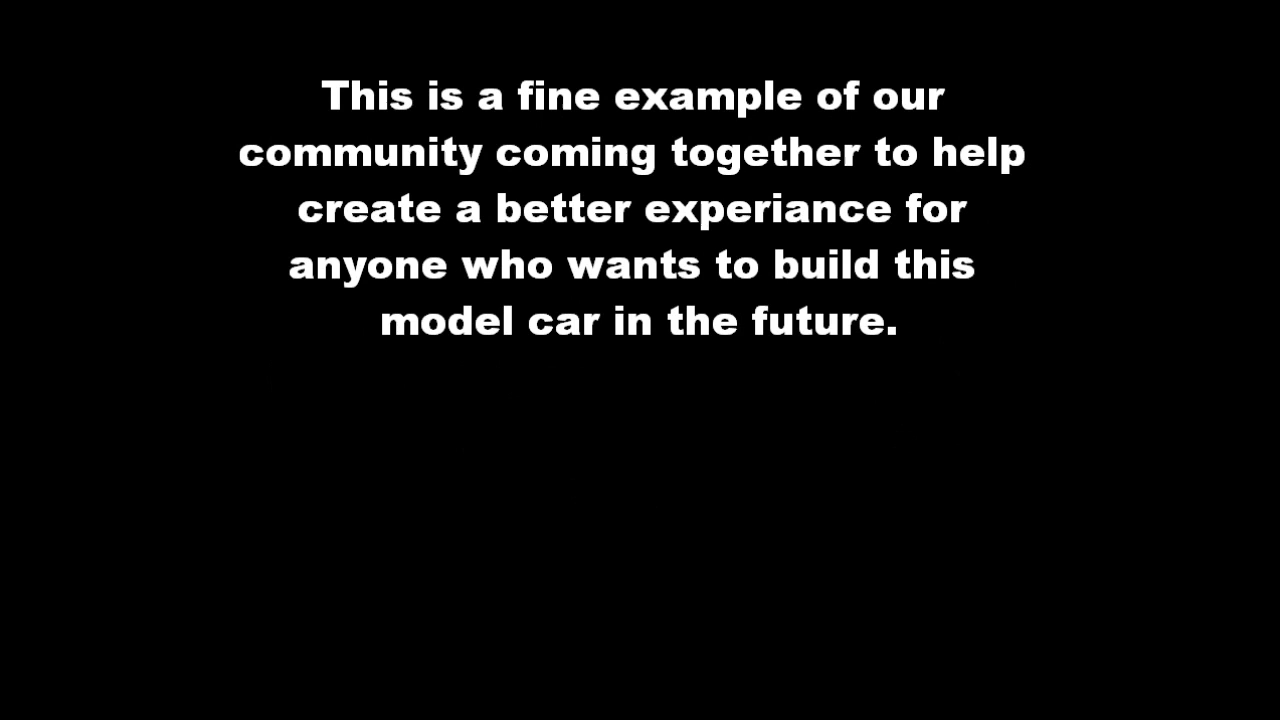 This is a fine example of our
community coming together to help
create a better experiance for
anyone who wants to build this
model car in the future.